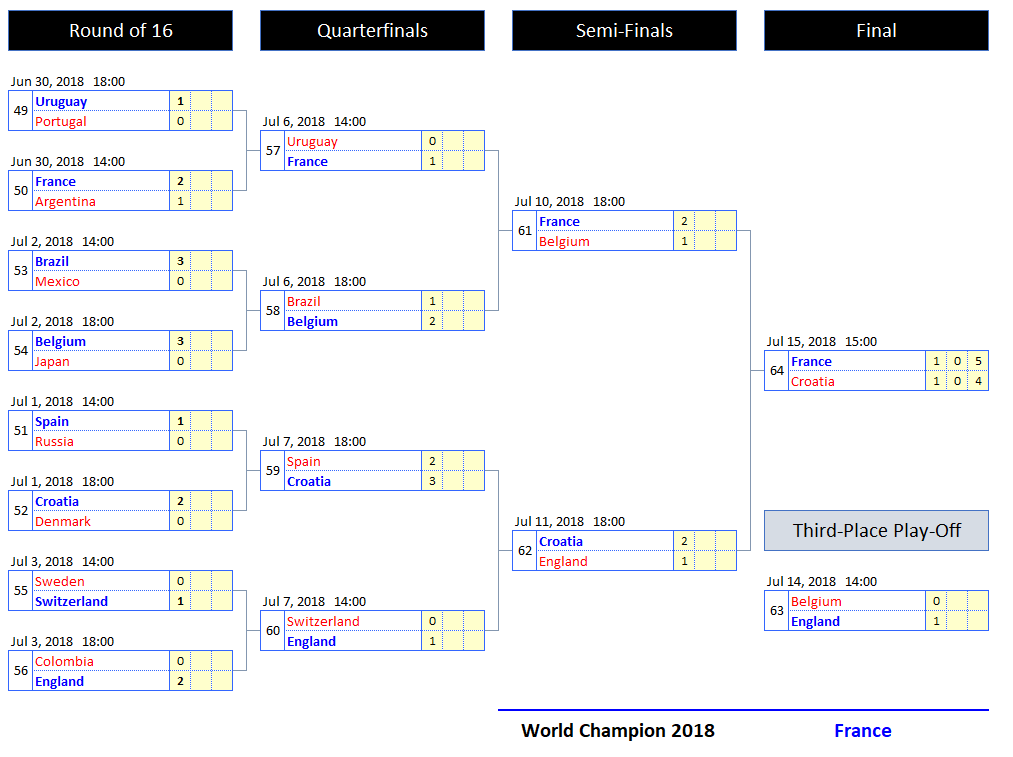 Round of 16
Quarterfinals
Semi-Finals
Final
Jun 30, 2018 18:00
49
Uruguay 1
Portugal 0
Jun 30, 2018 14:00
50
France 2
Argentina 1
Jul 2, 2018 14:00
53
Brazil 3
Mexico 0
Jul 2, 2018 18:00
54
Belgium 3
Japan 0
Jul 1, 2018 14:00
51
Spain 1
Russia 0
Jul 1, 2018 18:00
52
Croatia 2
Denmark 0
Jul 3, 2018 14:00
55
Sweden 0
Switzerland 1
Jul 3, 2018 18:00
56
Colombia 0
England 2
Jul 6, 2018 14:00
57
Uruguay 0
France 1
Jul 6, 2018 18:00
58
Brazil 1
Belgium 2
Jul 7, 2018 18:00
59
Spain 2
Croatia 3
Jul 7, 2018 14:00
60
Switzerland 0
England 1
Jul 10, 2018 18:00
61
France 2
Belgium 1
Jul 11, 2018 18:00
62
Croatia 2
England 1
Jul 15, 2018 15:00
64
France 1 0 5
Croatia 1 0 4
Third-Place Play-Off
Jul 14, 2018 14:00
63
Belgium 0
England 1
World Champion 2018 France